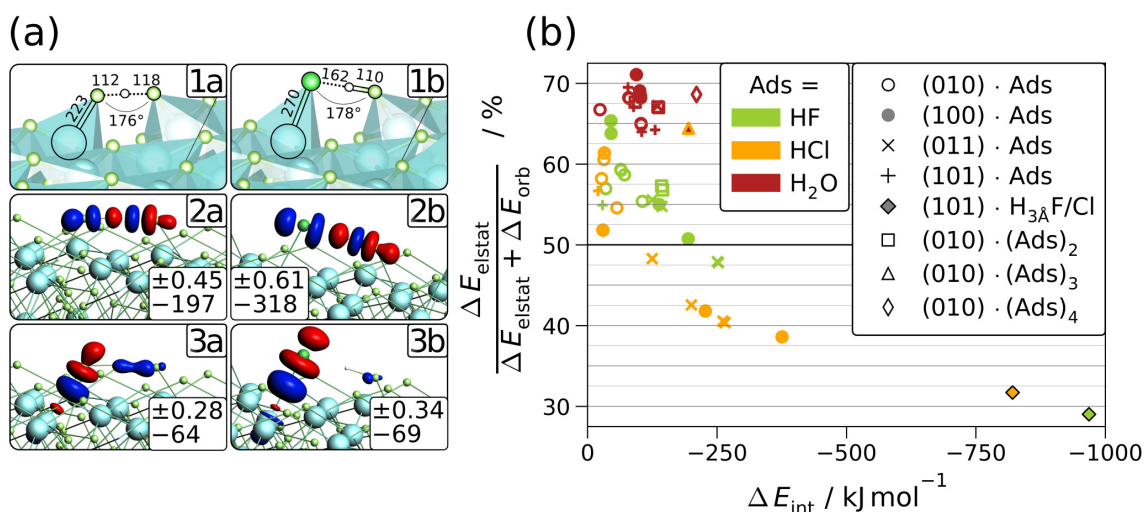 (a)
1a
112 118
223
176°
1b
162 110
270
178°
2a
±0.45
−197
2b
±0.61
−318
3a
±0.28
−64
3b
±0.34
−69
(b)
ΔE_elstat / (ΔE_elstat + ΔE_orb) / %
70
60
50
40
30
0 −250 −500 −750 −1000
ΔE_int / kJ mol⁻¹
Ads =
HF
HCl
H₂O
(010) · Ads
(100) · Ads
(011) · Ads
(101) · Ads
(101) · H₃ÅF/Cl
(010) · (Ads)₂
(010) · (Ads)₃
(010) · (Ads)₄